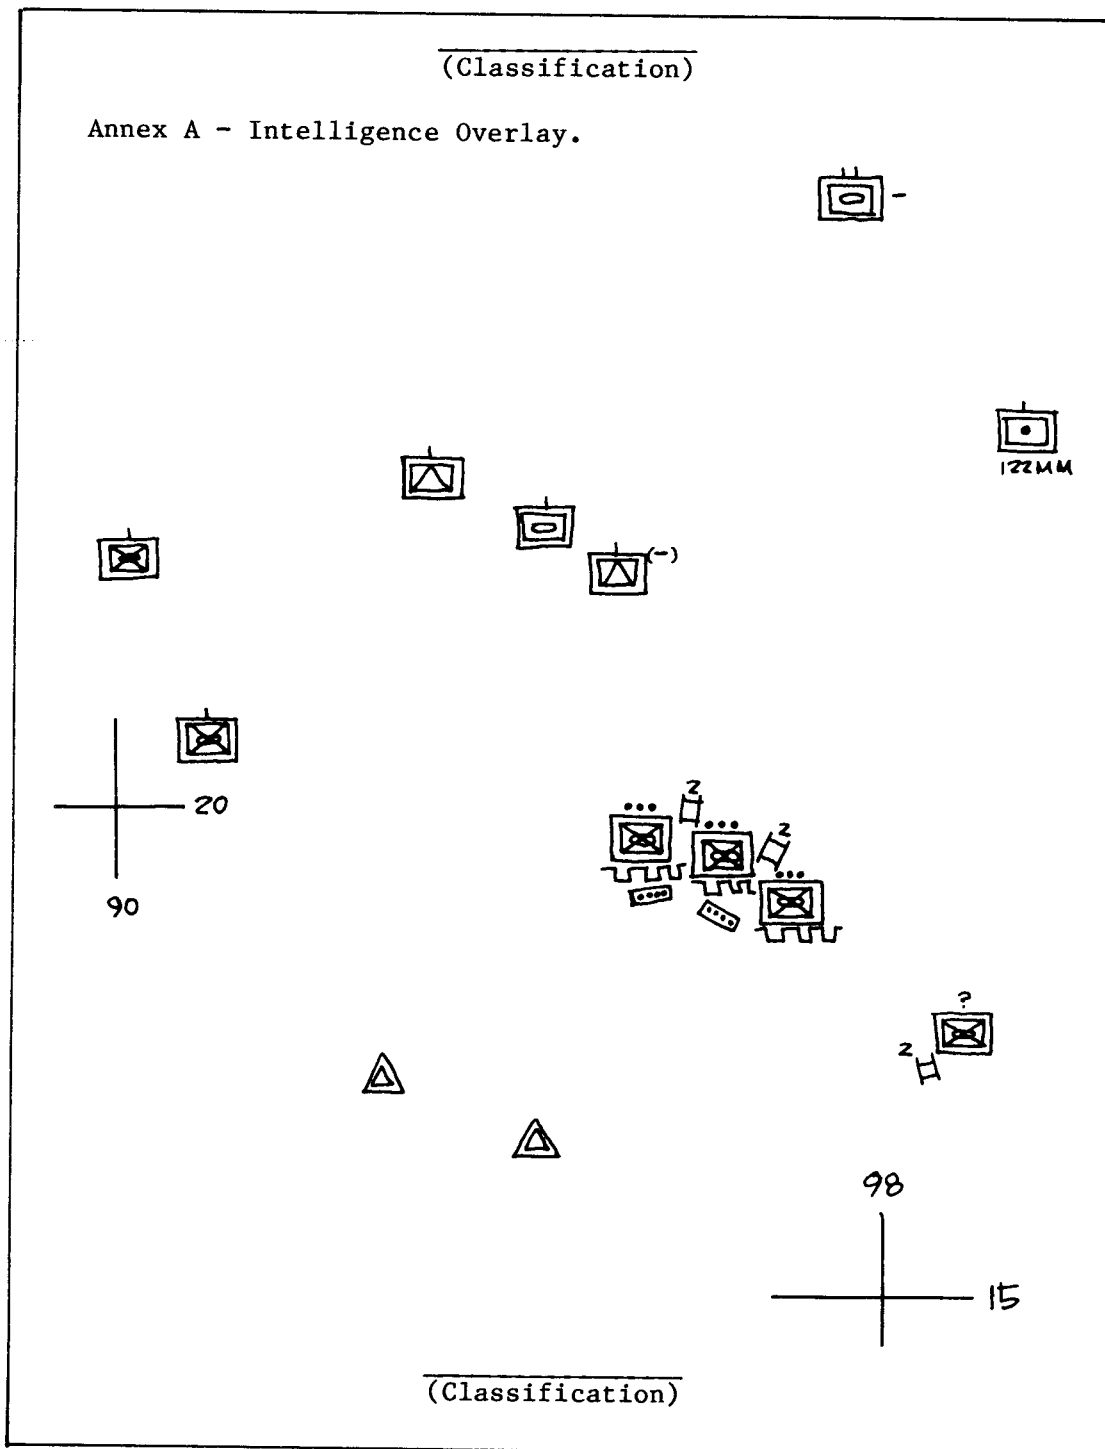 (Classification)
Annex A - Intelligence Overlay.
-
122MM
(-)
20
90
2
2
?
2
98
15
(Classification)